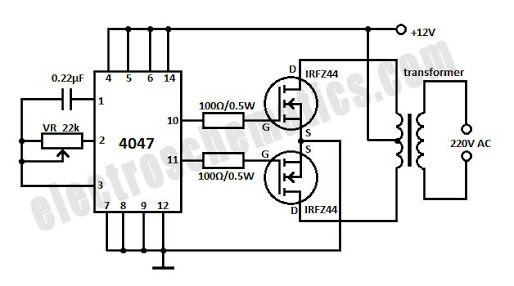 +12V
4 5 6 14
D
IRFZ44
transformer
0.22µF
1
100Ω/0.5W
10
G
S
VR 22k
2
4047
220V AC
11
G
S
100Ω/0.5W
3
D
IRFZ44
7 8 9 12
electroschematics.com